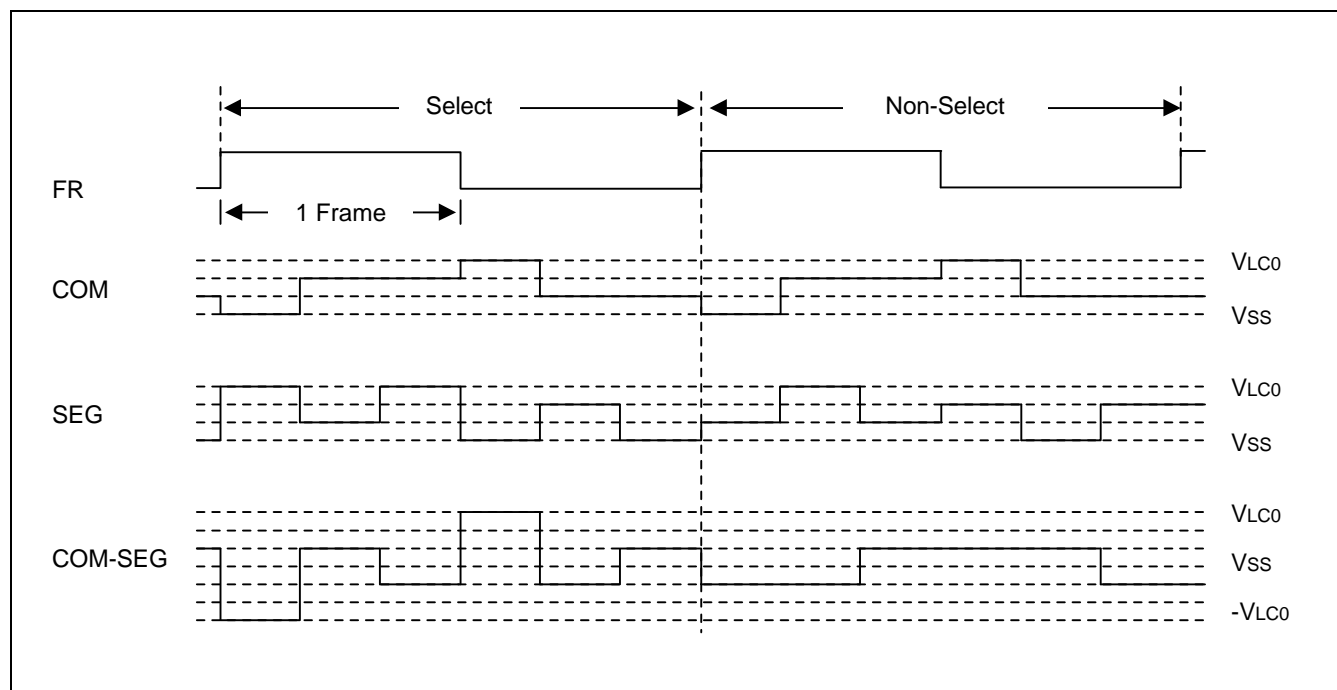 Select
Non-Select
FR
1 Frame
VLC0
COM
VSS
VLC0
SEG
VSS
VLC0
COM-SEG
VSS
-VLC0